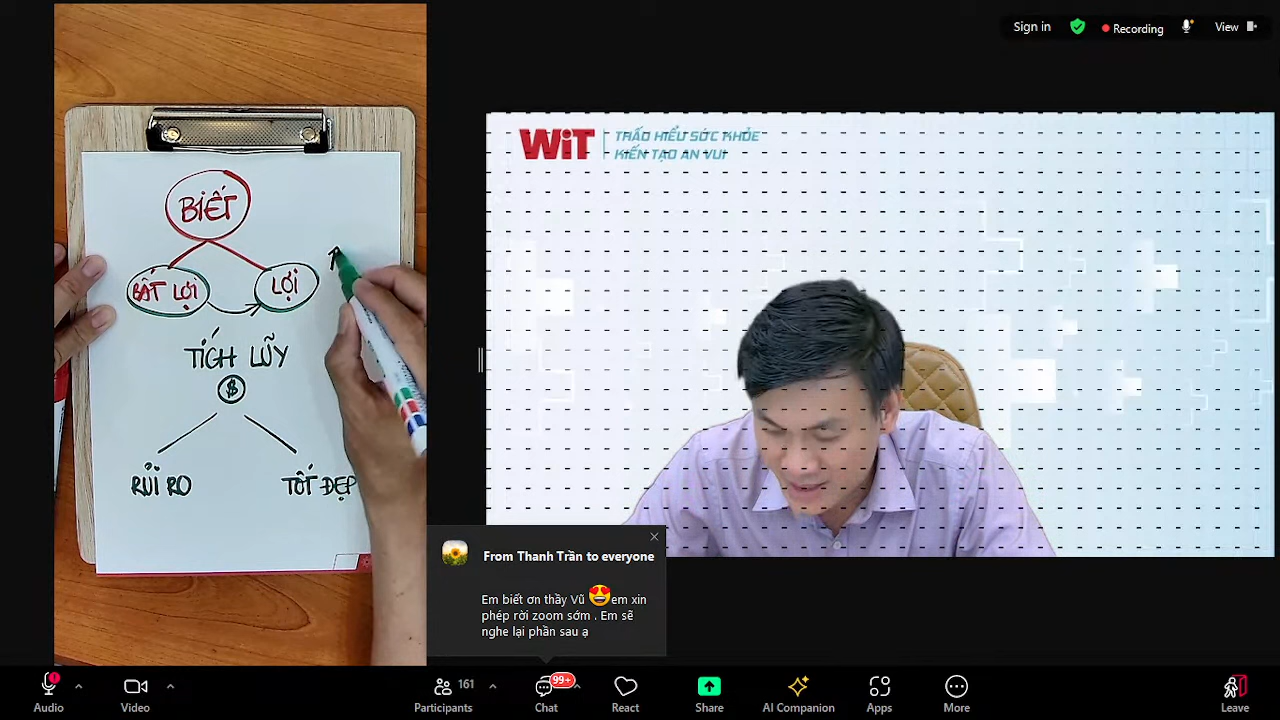 BIẾT
BẤT LỢI
LỢI
TÍCH LŨY
RỦI RO
TỐT ĐẸP
Sign in
Recording
View
WiT
THẤU HIỂU SỨC KHỎE
KIẾN TẠO AN VUI
From Thanh Trần to everyone
Em biết ơn thầy Vũ 😍em xin
phép rời zoom sớm . Em sẽ
nghe lại phần sau ạ
Audio
Video
161
Participants
99+
Chat
React
Share
AI Companion
Apps
More
Leave